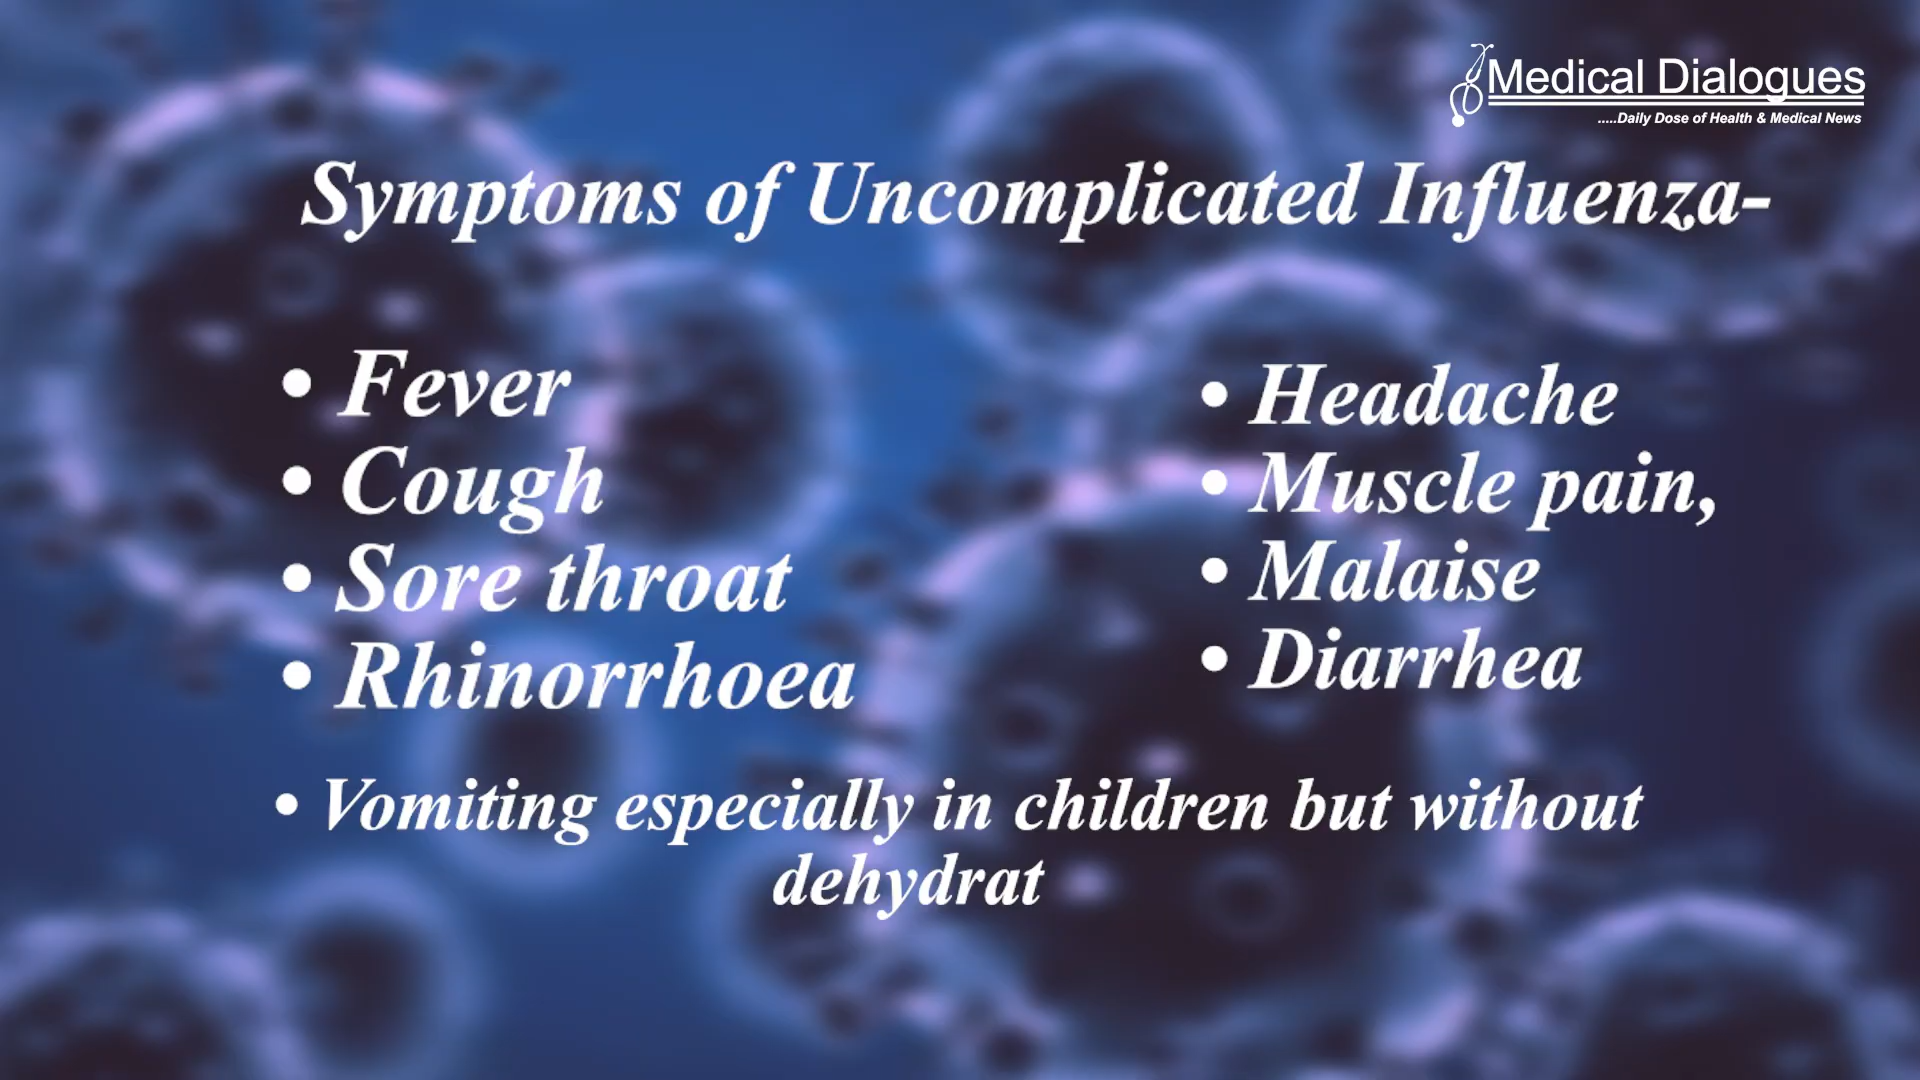 Medical Dialogues
.....Daily Dose of Health & Medical News
Symptoms of Uncomplicated Influenza-
• Fever
• Cough
• Sore throat
• Rhinorrhoea
• Headache
• Muscle pain,
• Malaise
• Diarrhea
• Vomiting especially in children but without
dehydrat